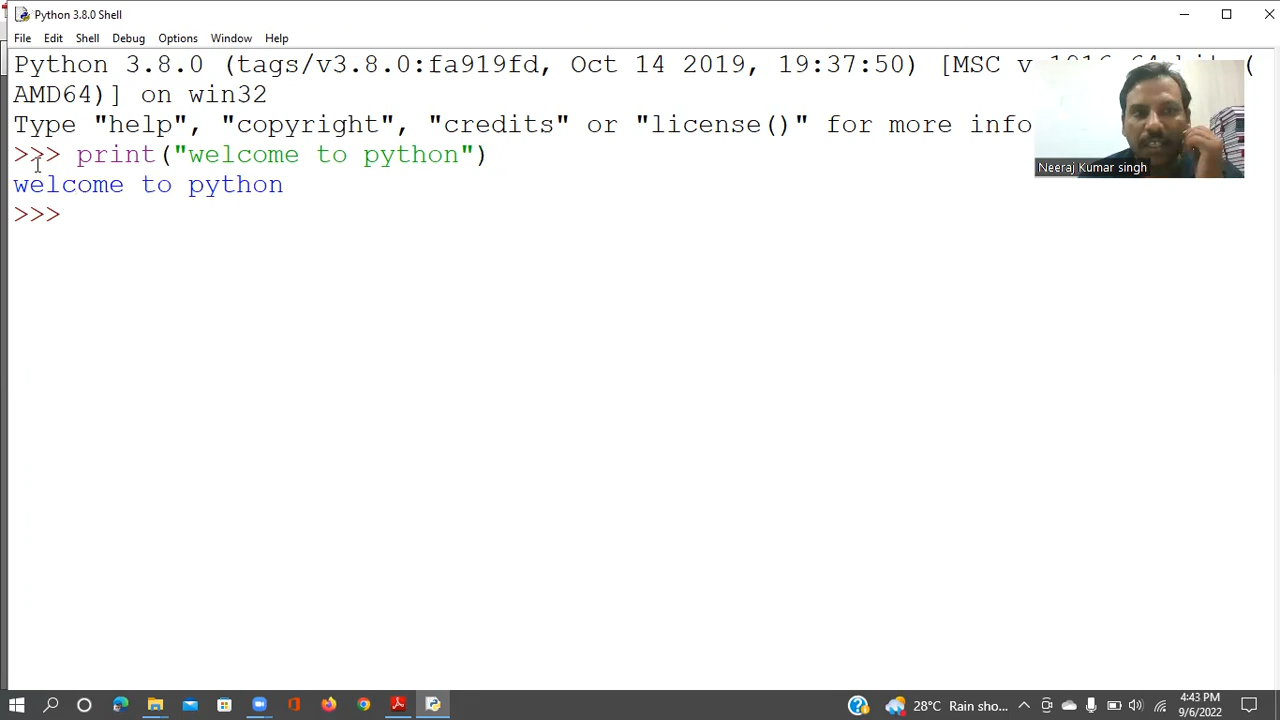 Python 3.8.0 Shell
File Edit Shell Debug Options Window Help
Python 3.8.0 (tags/v3.8.0:fa919fd, Oct 14 2019, 19:37:50) [MSC v
AMD64)] on win32
Type "help", "copyright", "credits" or "license()" for more info
>>> print("welcome to python")
welcome to python
>>>
Neeraj Kumar singh
28°C Rain sho...
4:43 PM
9/6/2022